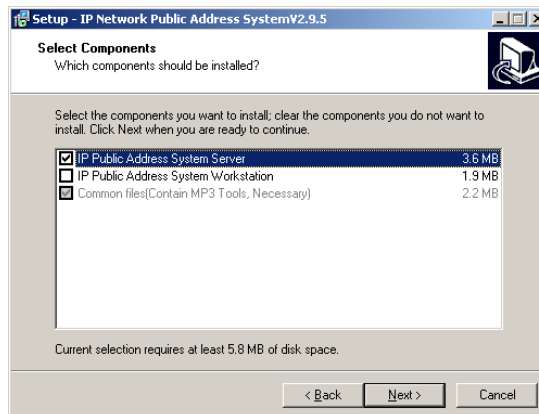 Setup - IP Network Public Address SystemV2.9.5
Select Components
Which components should be installed?
Select the components you want to install; clear the components you do not want to
install. Click Next when you are ready to continue.
IP Public Address System Server 3.6 MB
IP Public Address System Workstation 1.9 MB
Common files(Contain MP3 Tools, Necessary) 2.2 MB
Current selection requires at least 5.8 MB of disk space.
< Back Next > Cancel